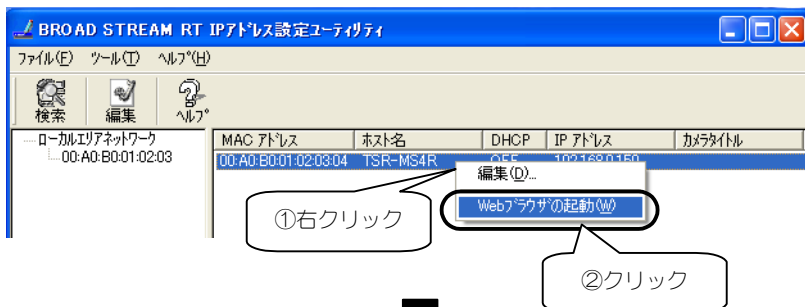 BROAD STREAM RT IPアドレス設定ユーティリティ
ファイル(F) ツール(T) ヘルプ(H)
検索 編集 ヘルプ
ローカルエリアネットワーク
00:A0:B0:01:02:03
MAC アドレス ホスト名 DHCP IP アドレス カメラタイトル
00:A0:B0:01:02:03:04 TSR-MS4R OFF 192.168.0.150
編集(D)...
Webブラウザの起動(W)
①右クリック
②クリック